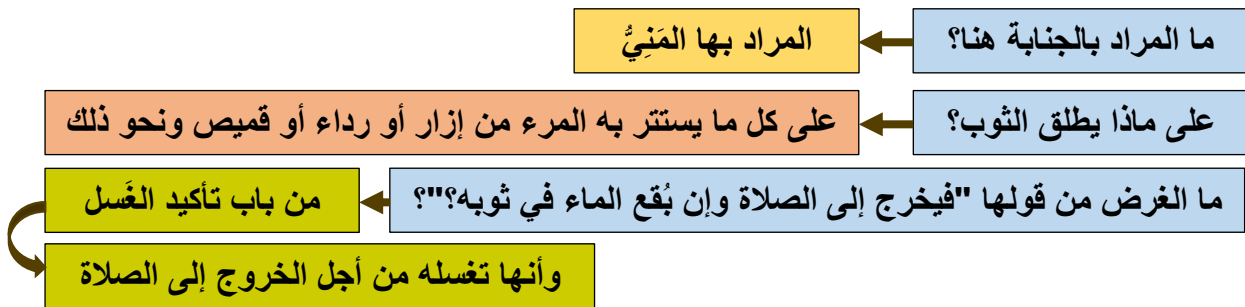 ما المراد بالجنابة هنا؟
المراد بها المَنِيُّ
على ماذا يطلق الثوب؟
على كل ما يستتر به المرء من إزار أو رداء أو قميص ونحو ذلك
ما الغرض من قولها "فيخرج إلى الصلاة وإن بُقع الماء في ثوبه؟"؟
من باب تأكيد الغَسل
وأنها تغسله من أجل الخروج إلى الصلاة